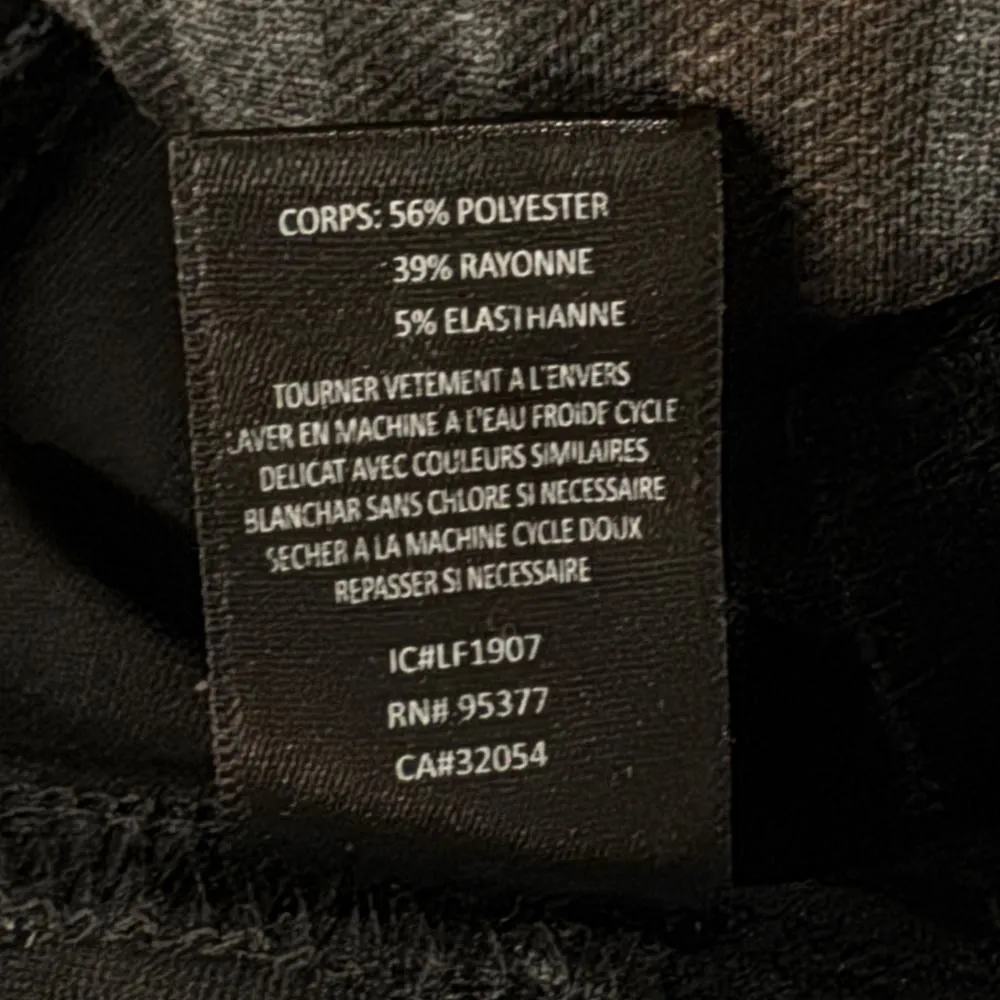 CORPS: 56% POLYESTER
39% RAYONNE
5% ELASTHANNE
TOURNER VETEMENT A L'ENVERS
LAVER EN MACHINE A L'EAU FROIDE CYCLE
DELICAT AVEC COULEURS SIMILAIRES
BLANCHAR SANS CHLORE SI NECESSAIRE
SECHER A LA MACHINE CYCLE DOUX
REPASSER SI NECESSAIRE
IC#LF1907
RN# 95377
CA#32054